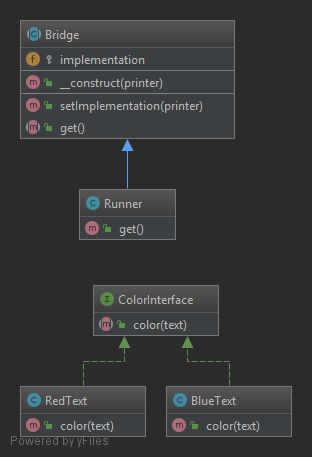 Bridge
implementation
__construct(printer)
setImplementation(printer)
get()
Runner
get()
ColorInterface
color(text)
RedText
color(text)
BlueText
color(text)
Powered by yFiles